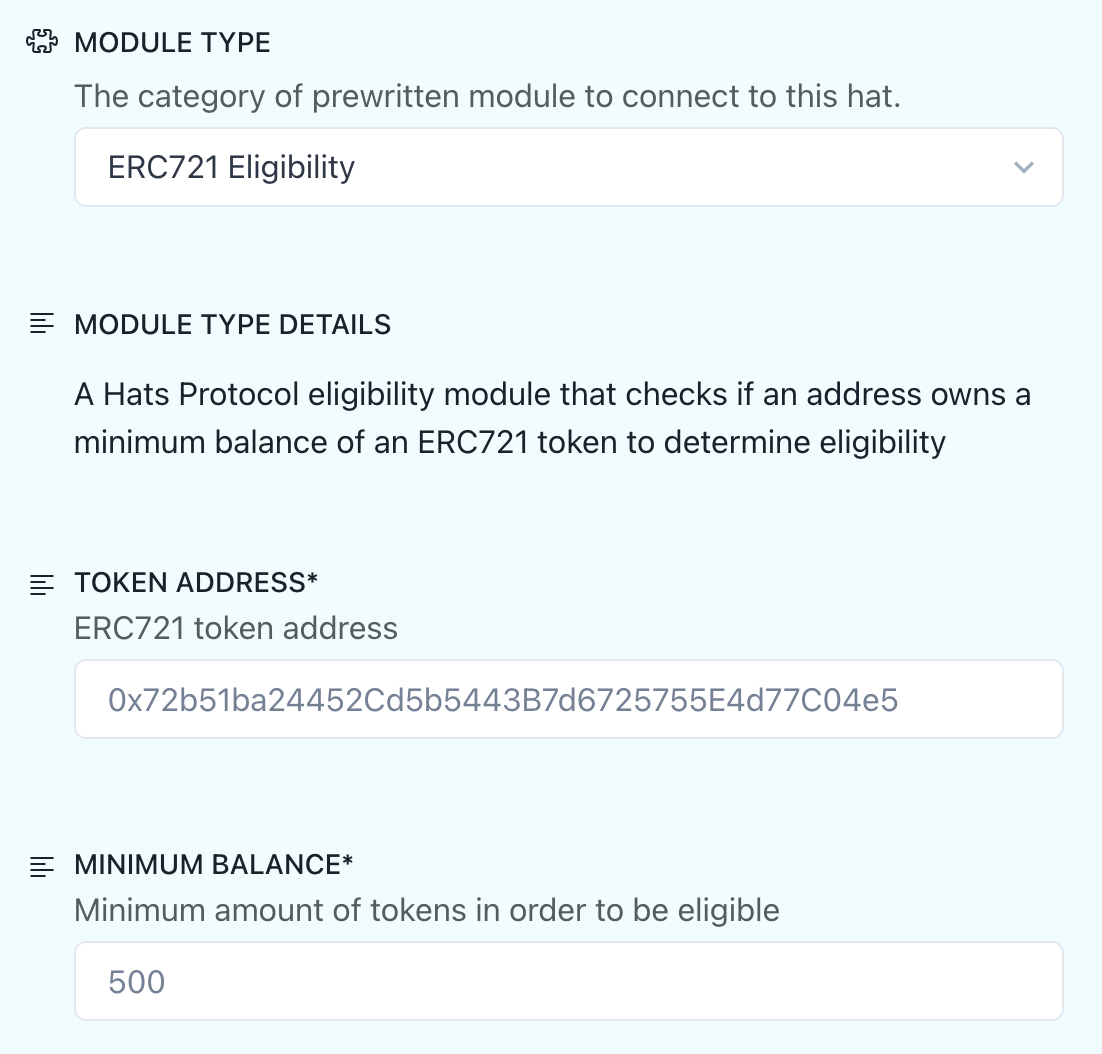 MODULE TYPE
The category of prewritten module to connect to this hat.
ERC721 Eligibility
MODULE TYPE DETAILS
A Hats Protocol eligibility module that checks if an address owns a
minimum balance of an ERC721 token to determine eligibility
TOKEN ADDRESS*
ERC721 token address
0x72b51ba24452Cd5b5443B7d6725755E4d77C04e5
MINIMUM BALANCE*
Minimum amount of tokens in order to be eligible
500